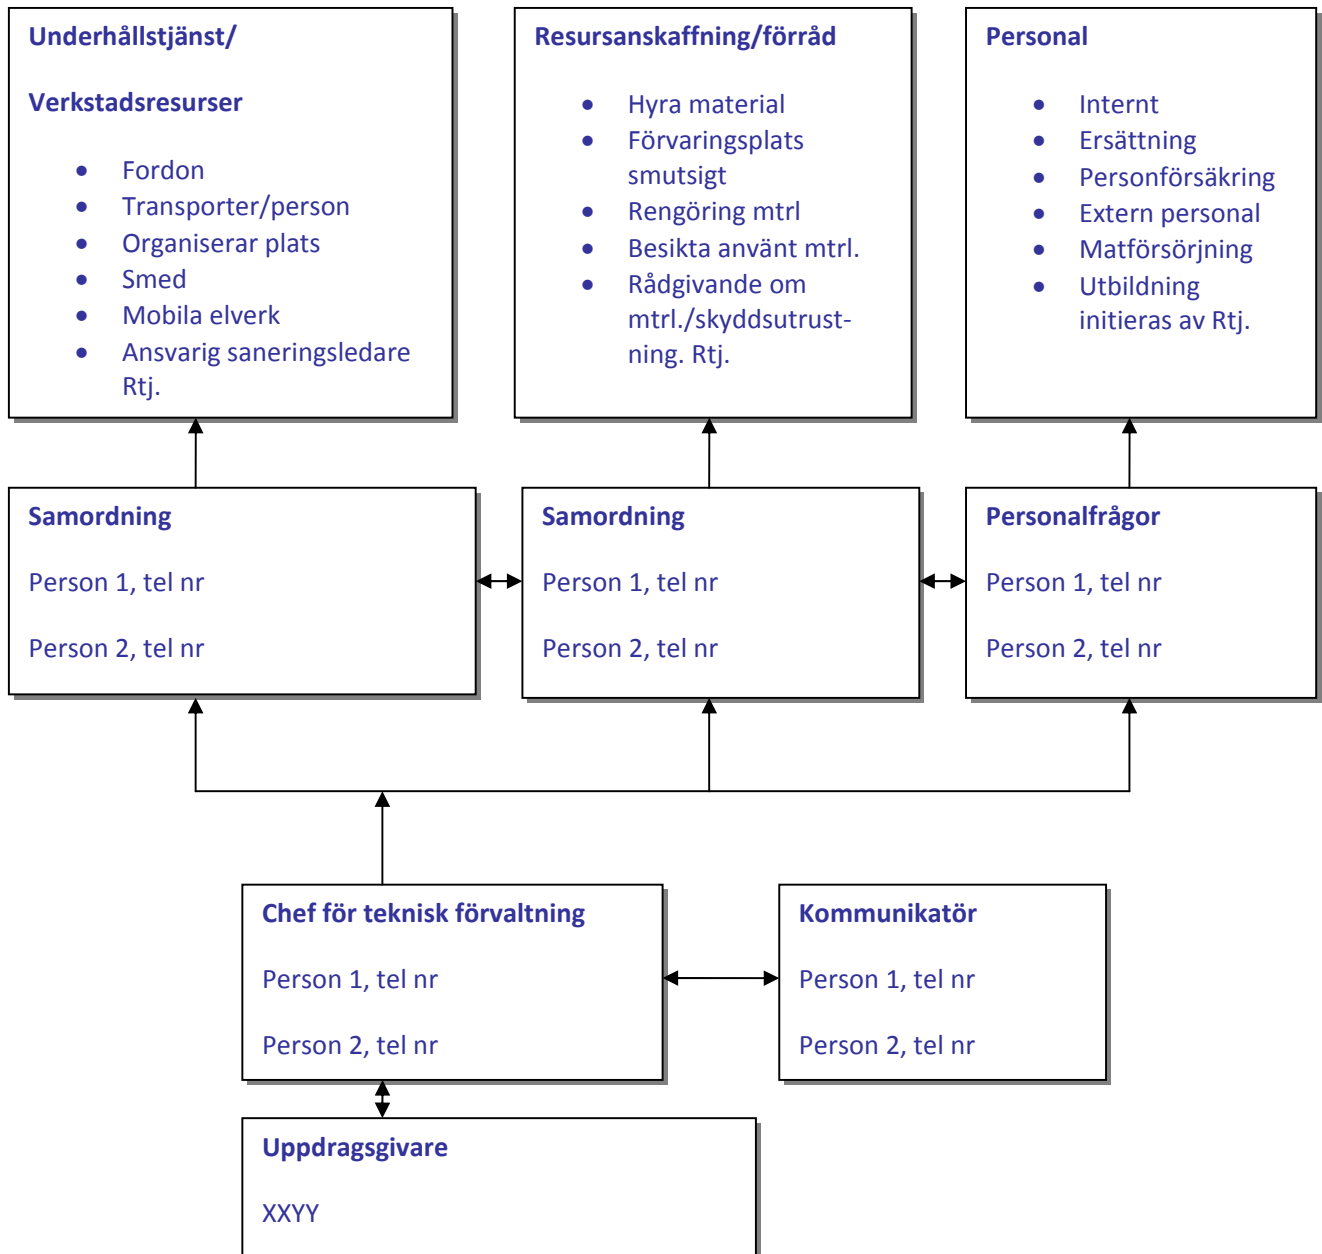 Underhållstjänst/
Verkstadsresurser
• Fordon
• Transporter/person
• Organiserar plats
• Smed
• Mobila elverk
• Ansvarig saneringsledare
Rtj.
Resursanskaffning/förråd
• Hyra material
• Förvaringsplats
smutsigt
• Rengöring mtrl
• Besikta använt mtrl.
• Rådgivande om
mtrl./skyddsutrust-
ning. Rtj.
Personal
• Internt
• Ersättning
• Personförsäkring
• Extern personal
• Matförsörjning
• Utbildning
initieras av Rtj.
Samordning
Person 1, tel nr
Person 2, tel nr
Samordning
Person 1, tel nr
Person 2, tel nr
Personalfrågor
Person 1, tel nr
Person 2, tel nr
Chef för teknisk förvaltning
Person 1, tel nr
Person 2, tel nr
Kommunikatör
Person 1, tel nr
Person 2, tel nr
Uppdragsgivare
XXYY